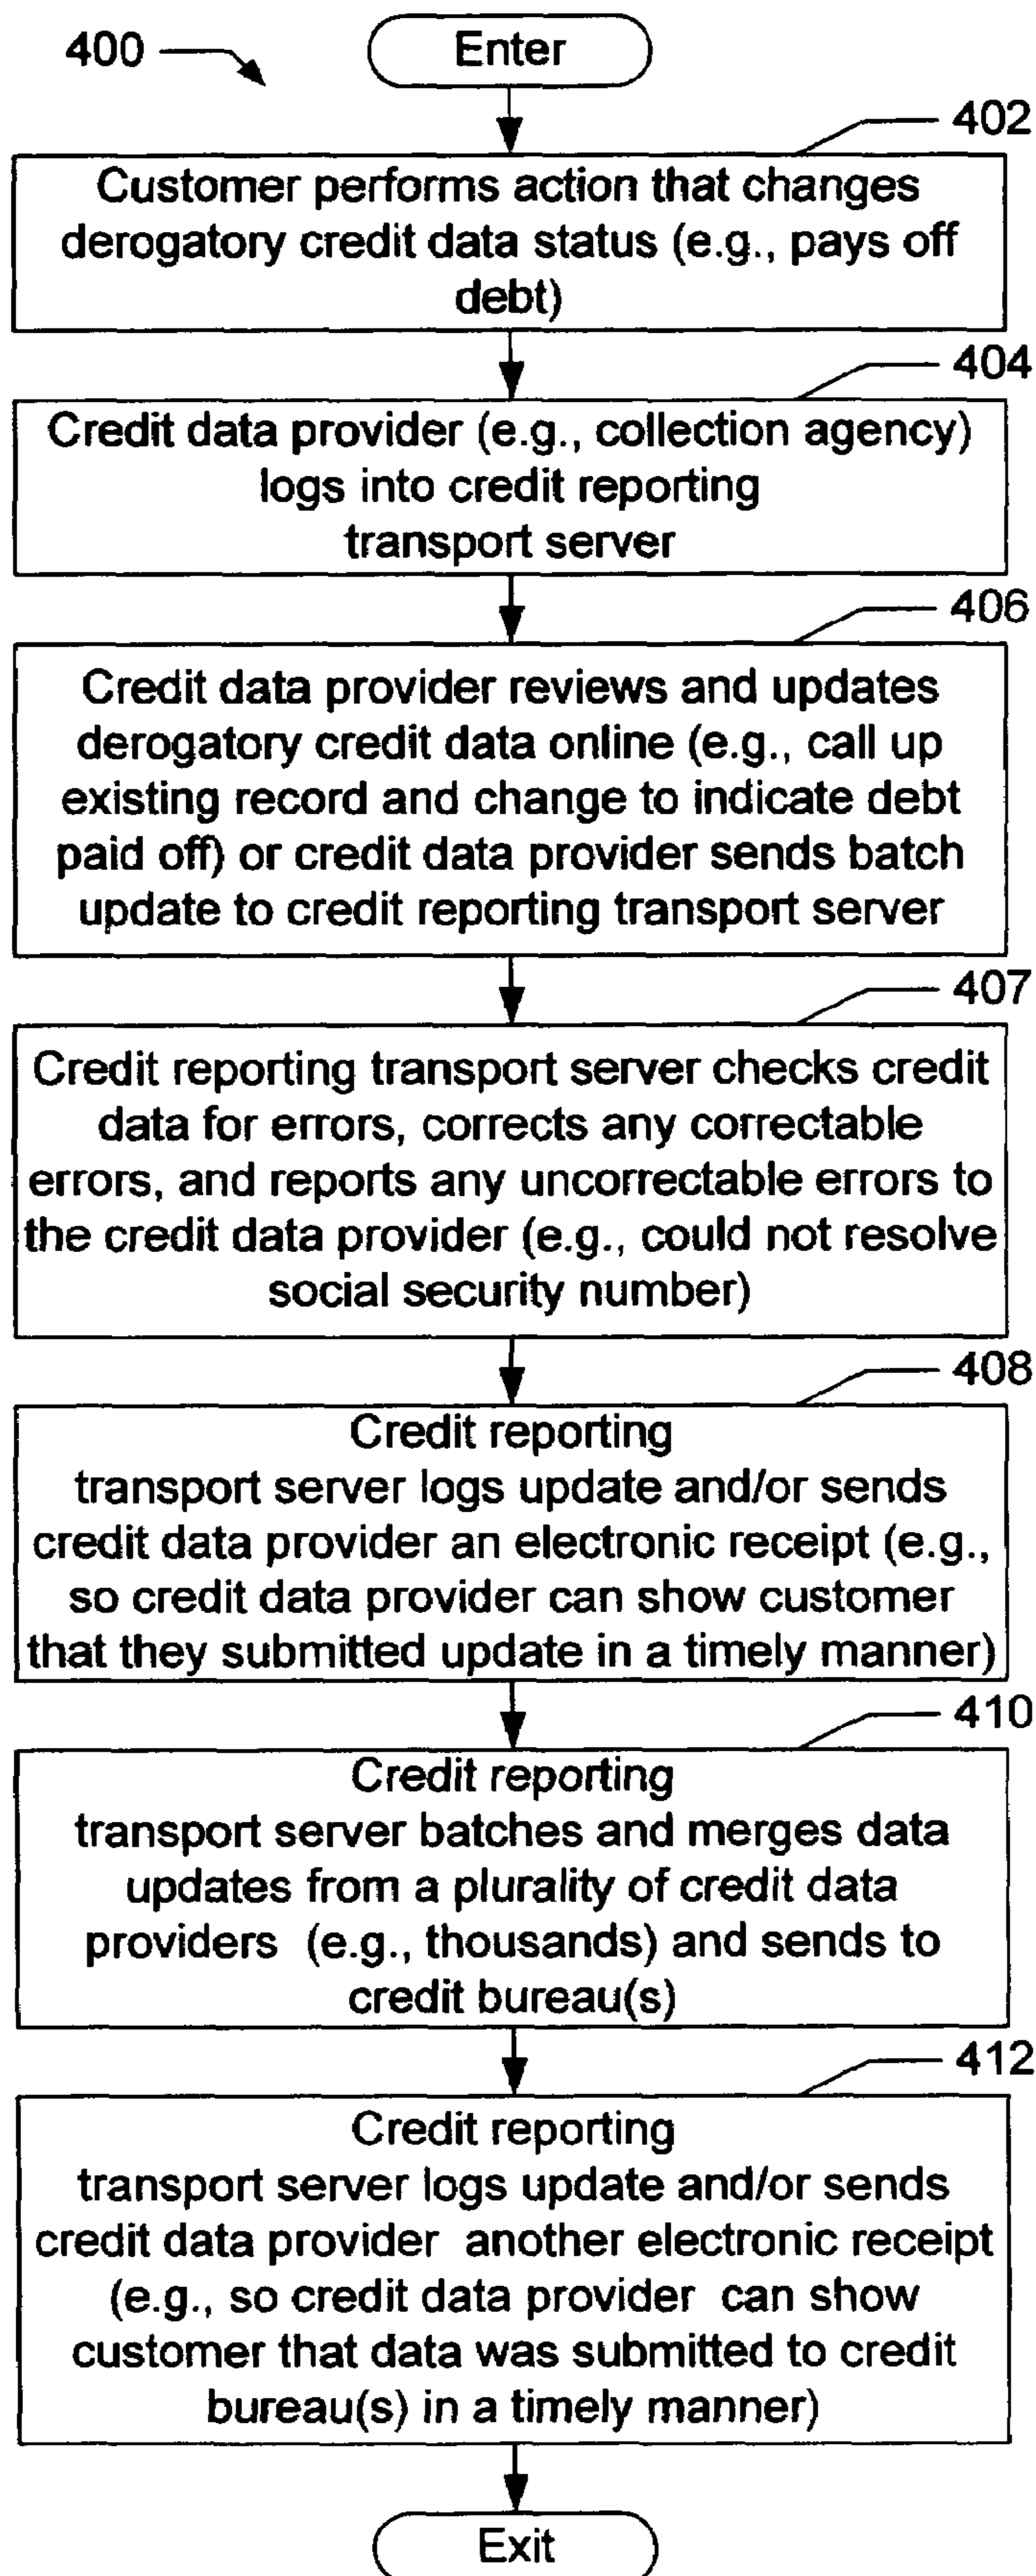 400
Enter
402
Customer performs action that changes
derogatory credit data status (e.g., pays off
debt)
404
Credit data provider (e.g., collection agency)
logs into credit reporting
transport server
406
Credit data provider reviews and updates
derogatory credit data online (e.g., call up
existing record and change to indicate debt
paid off) or credit data provider sends batch
update to credit reporting transport server
407
Credit reporting transport server checks credit
data for errors, corrects any correctable
errors, and reports any uncorrectable errors to
the credit data provider (e.g., could not resolve
social security number)
408
Credit reporting
transport server logs update and/or sends
credit data provider an electronic receipt (e.g.,
so credit data provider can show customer
that they submitted update in a timely manner)
410
Credit reporting
transport server batches and merges data
updates from a plurality of credit data
providers (e.g., thousands) and sends to
credit bureau(s)
412
Credit reporting
transport server logs update and/or sends
credit data provider another electronic receipt
(e.g., so credit data provider can show
customer that data was submitted to credit
bureau(s) in a timely manner)
Exit